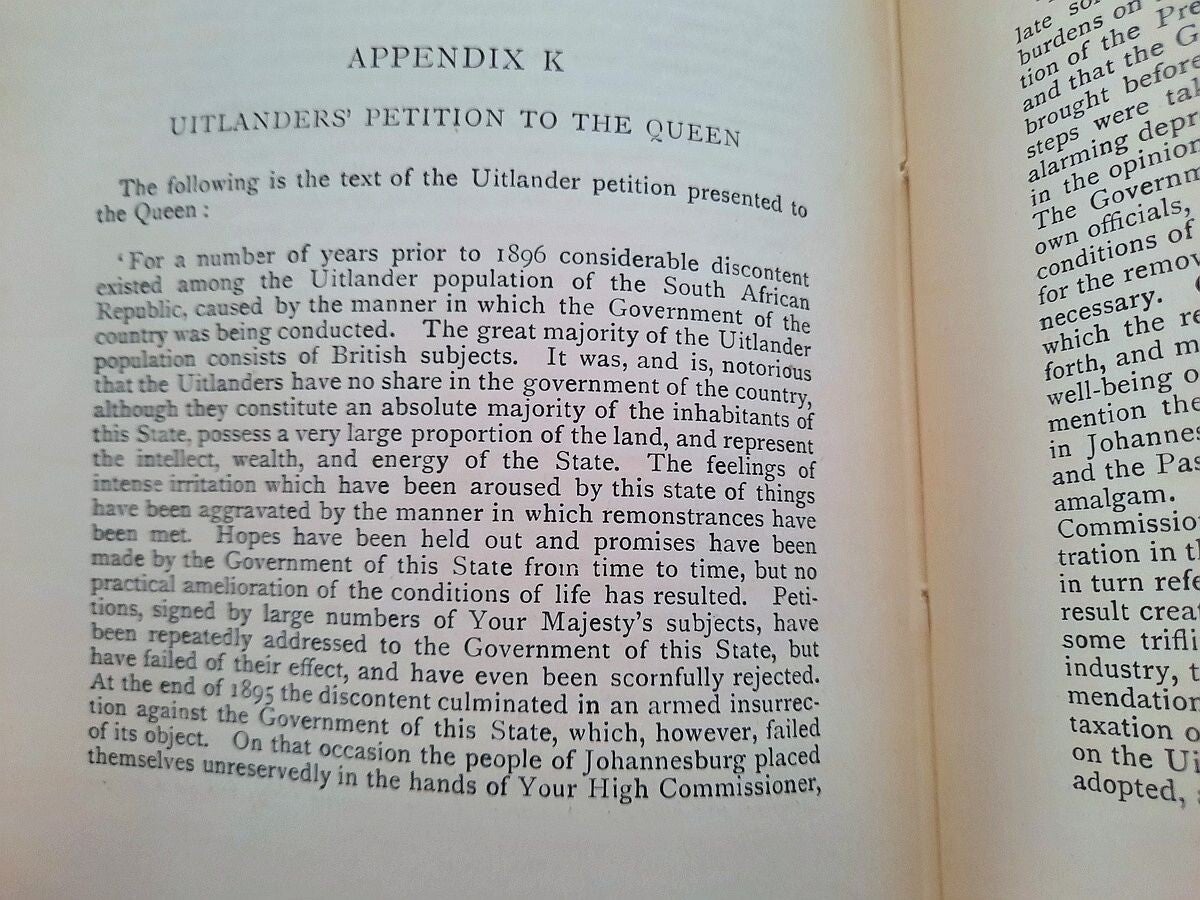 APPENDIX K
UITLANDERS' PETITION TO THE QUEEN
The following is the text of the Uitlander petition presented to
the Queen :
'For a number of years prior to 1896 considerable discontent
existed among the Uitlander population of the South African
Republic, caused by the manner in which the Government of the
country was being conducted. The great majority of the Uitlander
population consists of British subjects. It was, and is, notorious
that the Uitlanders have no share in the government of the country,
although they constitute an absolute majority of the inhabitants of
this State, possess a very large proportion of the land, and represent
the intellect, wealth, and energy of the State. The feelings of
intense irritation which have been aroused by this state of things
have been aggravated by the manner in which remonstrances have
been met. Hopes have been held out and promises have been
made by the Government of this State from time to time, but no
practical amelioration of the conditions of life has resulted. Peti-
tions, signed by large numbers of Your Majesty's subjects, have
been repeatedly addressed to the Government of this State, but
have failed of their effect, and have even been scornfully rejected.
At the end of 1895 the discontent culminated in an armed insurrec-
tion against the Government of this State, which, however, failed
of its object. On that occasion the people of Johannesburg placed
themselves unreservedly in the hands of Your High Commissioner,
late
burdens on
tion of the Pre
and that the G
brought before
steps were tak
alarming depr
in the opinion
The Governm
own officials,
conditions of
for the remov
necessary.
which the re
forth, and m
well-being o
mention the
in Johannes
and the Pas
amalgam.
Commissio
tration in th
in turn refe
result creat
some trifli
industry, t
mendation
taxation o
on the Ui
adopted,